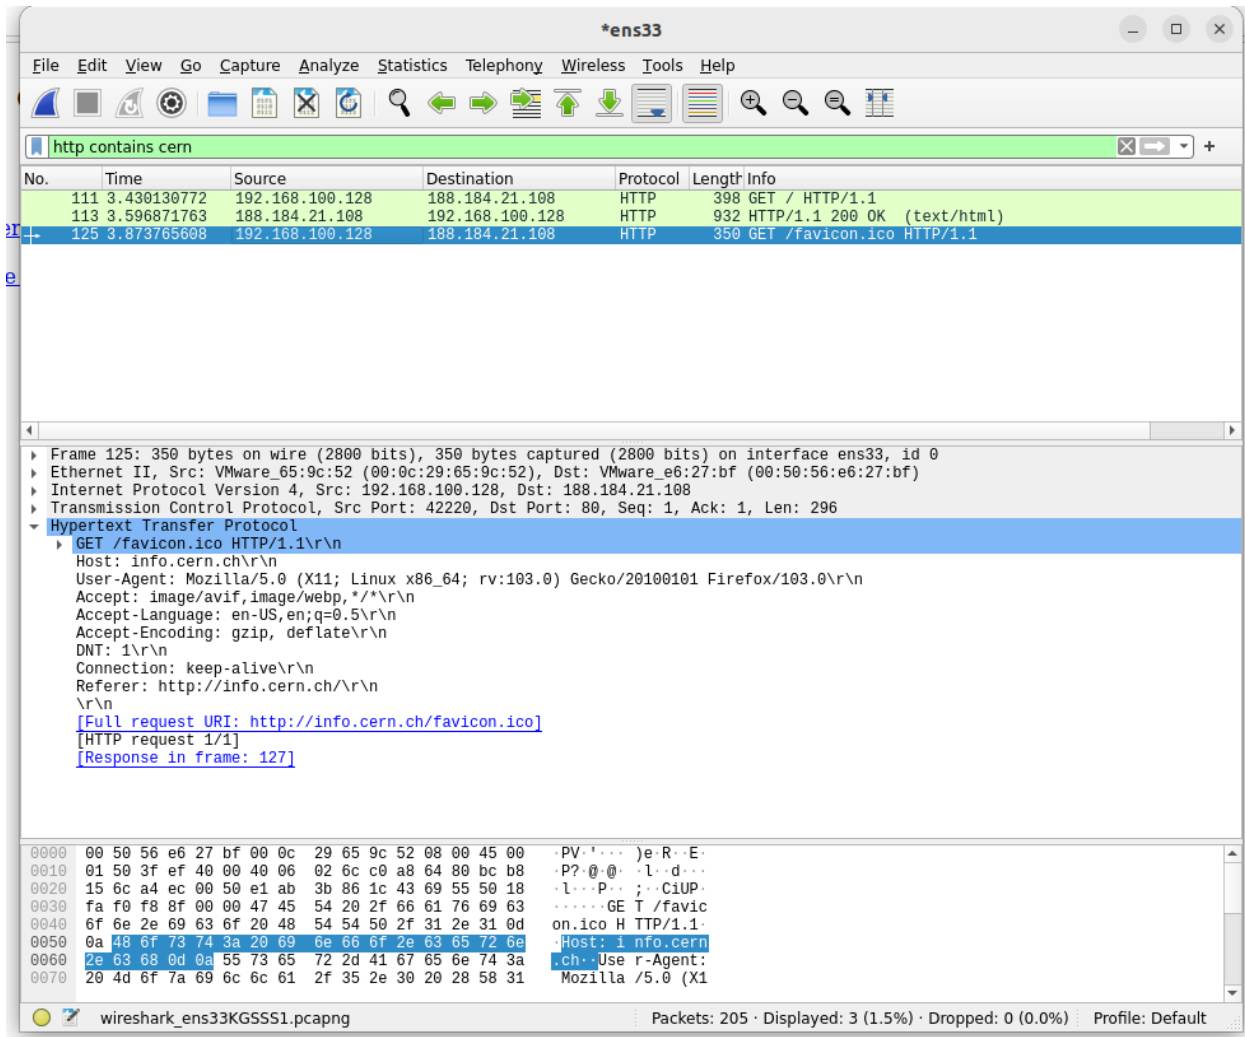 *ens33
File Edit View Go Capture Analyze Statistics Telephony Wireless Tools Help
http contains cern
No. Time Source Destination Protocol Length Info
111 3.430130772 192.168.100.128 188.184.21.108 HTTP 398 GET / HTTP/1.1
113 3.596871763 188.184.21.108 192.168.100.128 HTTP 932 HTTP/1.1 200 OK (text/html)
125 3.873765608 192.168.100.128 188.184.21.108 HTTP 350 GET /favicon.ico HTTP/1.1
Frame 125: 350 bytes on wire (2800 bits), 350 bytes captured (2800 bits) on interface ens33, id 0
Ethernet II, Src: VMware_65:9c:52 (00:0c:29:65:9c:52), Dst: VMware_e6:27:bf (00:50:56:e6:27:bf)
Internet Protocol Version 4, Src: 192.168.100.128, Dst: 188.184.21.108
Transmission Control Protocol, Src Port: 42220, Dst Port: 80, Seq: 1, Ack: 1, Len: 296
Hypertext Transfer Protocol
GET /favicon.ico HTTP/1.1\r\n
Host: info.cern.ch\r\n
User-Agent: Mozilla/5.0 (X11; Linux x86_64; rv:103.0) Gecko/20100101 Firefox/103.0\r\n
Accept: image/avif,image/webp,*/*\r\n
Accept-Language: en-US,en;q=0.5\r\n
Accept-Encoding: gzip, deflate\r\n
DNT: 1\r\n
Connection: keep-alive\r\n
Referer: http://info.cern.ch/\r\n
\r\n
[Full request URI: http://info.cern.ch/favicon.ico]
[HTTP request 1/1]
[Response in frame: 127]
0000 00 50 56 e6 27 bf 00 0c 29 65 9c 52 08 00 45 00 ·PV·'··· )e·R··E·
0010 01 50 3f ef 40 00 40 06 02 6c c0 a8 64 80 bc b8 ·P?·@·@· ·l··d···
0020 15 6c a4 ec 00 50 e1 ab 3b 86 1c 43 69 55 50 18 ·l···P·· ;··CiUP·
0030 fa f0 f8 8f 00 00 47 45 54 20 2f 66 61 76 69 63 ······GE T /favic
0040 6f 6e 2e 69 63 6f 20 48 54 54 50 2f 31 2e 31 0d on.ico H TTP/1.1·
0050 0a 48 6f 73 74 3a 20 69 6e 66 6f 2e 63 65 72 6e ·Host: i nfo.cern
0060 2e 63 68 0d 0a 55 73 65 72 2d 41 67 65 6e 74 3a .ch··Use r-Agent:
0070 20 4d 6f 7a 69 6c 6c 61 2f 35 2e 30 20 28 58 31 Mozilla /5.0 (X1
wireshark_ens33KGSSS1.pcapng Packets: 205 · Displayed: 3 (1.5%) · Dropped: 0 (0.0%) Profile: Default